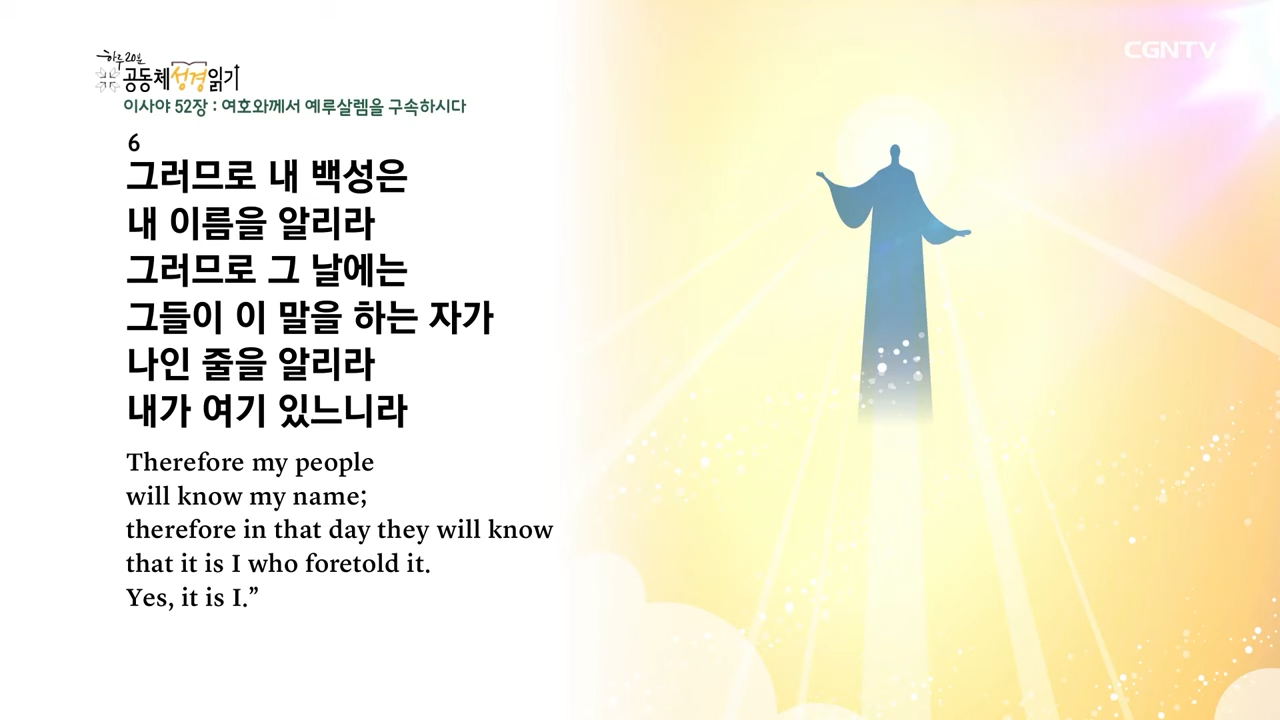 하루 20분
공동체 성경읽기
CGNTV
이사야 52장 : 여호와께서 예루살렘을 구속하시다
6
그러므로 내 백성은
내 이름을 알리라
그러므로 그 날에는
그들이 이 말을 하는 자가
나인 줄을 알리라
내가 여기 있느니라
Therefore my people
will know my name;
therefore in that day they will know
that it is I who foretold it.
Yes, it is I.”